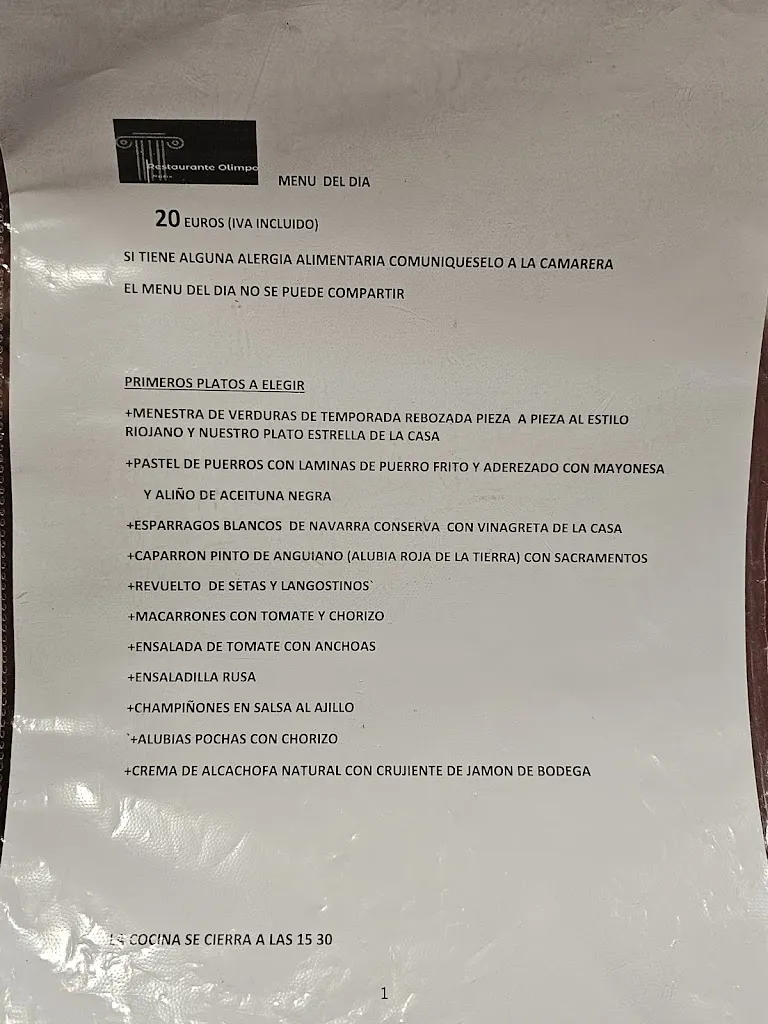 Restaurante Olimpo
MENU DEL DIA
20 EUROS (IVA INCLUIDO)
SI TIENE ALGUNA ALERGIA ALIMENTARIA COMUNIQUESELO A LA CAMARERA
EL MENU DEL DIA NO SE PUEDE COMPARTIR
PRIMEROS PLATOS A ELEGIR
+MENESTRA DE VERDURAS DE TEMPORADA REBOZADA PIEZA A PIEZA AL ESTILO
RIOJANO Y NUESTRO PLATO ESTRELLA DE LA CASA
+PASTEL DE PUERROS CON LAMINAS DE PUERRO FRITO Y ADEREZADO CON MAYONESA
Y ALIÑO DE ACEITUNA NEGRA
+ESPARRAGOS BLANCOS DE NAVARRA CONSERVA CON VINAGRETA DE LA CASA
+CAPARRON PINTO DE ANGUIANO (ALUBIA ROJA DE LA TIERRA) CON SACRAMENTOS
+REVUELTO DE SETAS Y LANGOSTINOS`
+MACARRONES CON TOMATE Y CHORIZO
+ENSALADA DE TOMATE CON ANCHOAS
+ENSALADILLA RUSA
+CHAMPIÑONES EN SALSA AL AJILLO
`+ALUBIAS POCHAS CON CHORIZO
+CREMA DE ALCACHOFA NATURAL CON CRUJIENTE DE JAMON DE BODEGA
LA COCINA SE CIERRA A LAS 15 30
1